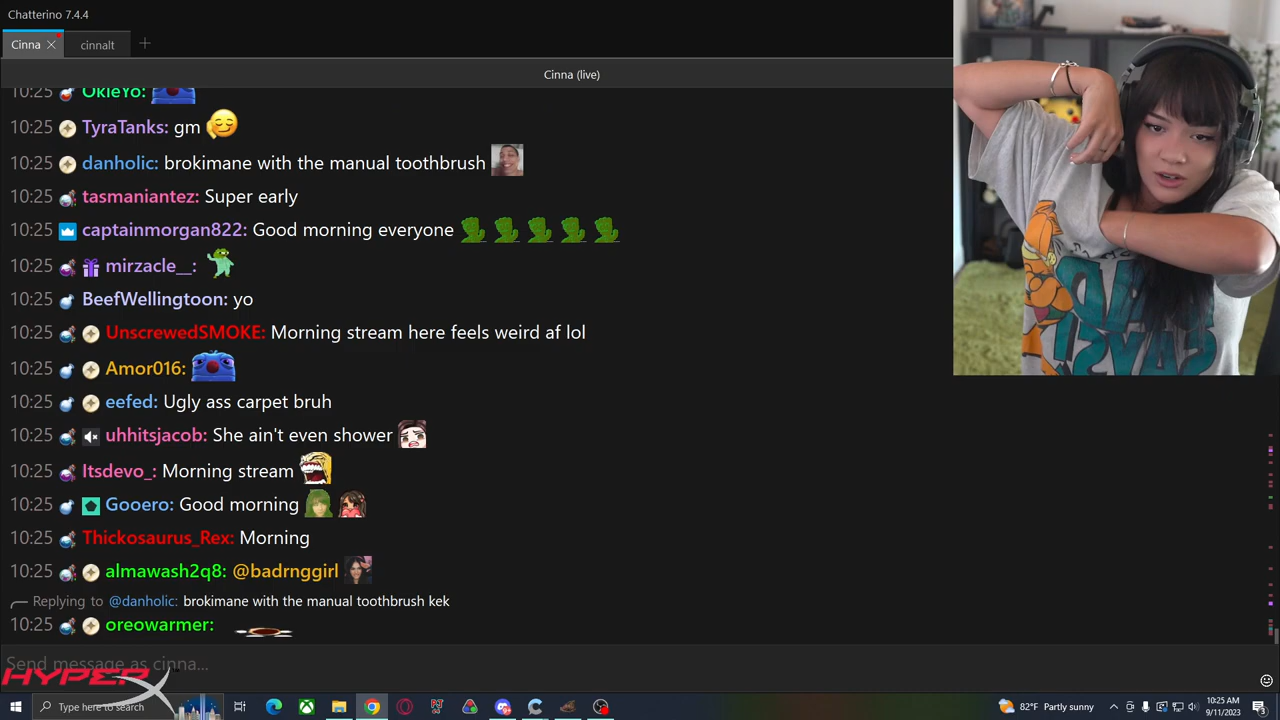 Chatterino 7.4.4
Cinna
cinnalt
Cinna (live)
10:25 OkieYo:
10:25 TyraTanks: gm
10:25 danholic: brokimane with the manual toothbrush
10:25 tasmaniantez: Super early
10:25 captainmorgan822: Good morning everyone
10:25 mirzacle__:
10:25 BeefWellingtoon: yo
10:25 UnscrewedSMOKE: Morning stream here feels weird af lol
10:25 Amor016:
10:25 eefed: Ugly ass carpet bruh
10:25 uhhitsjacob: She ain't even shower
10:25 Itsdevo_: Morning stream
10:25 Gooero: Good morning
10:25 Thickosaurus_Rex: Morning
10:25 almawash2q8: @badrnggirl
Replying to @danholic: brokimane with the manual toothbrush kek
10:25 oreowarmer:
Send message as cinna...
HYPERX
Type here to search
82°F Partly sunny
10:25 AM
9/11/2023
3